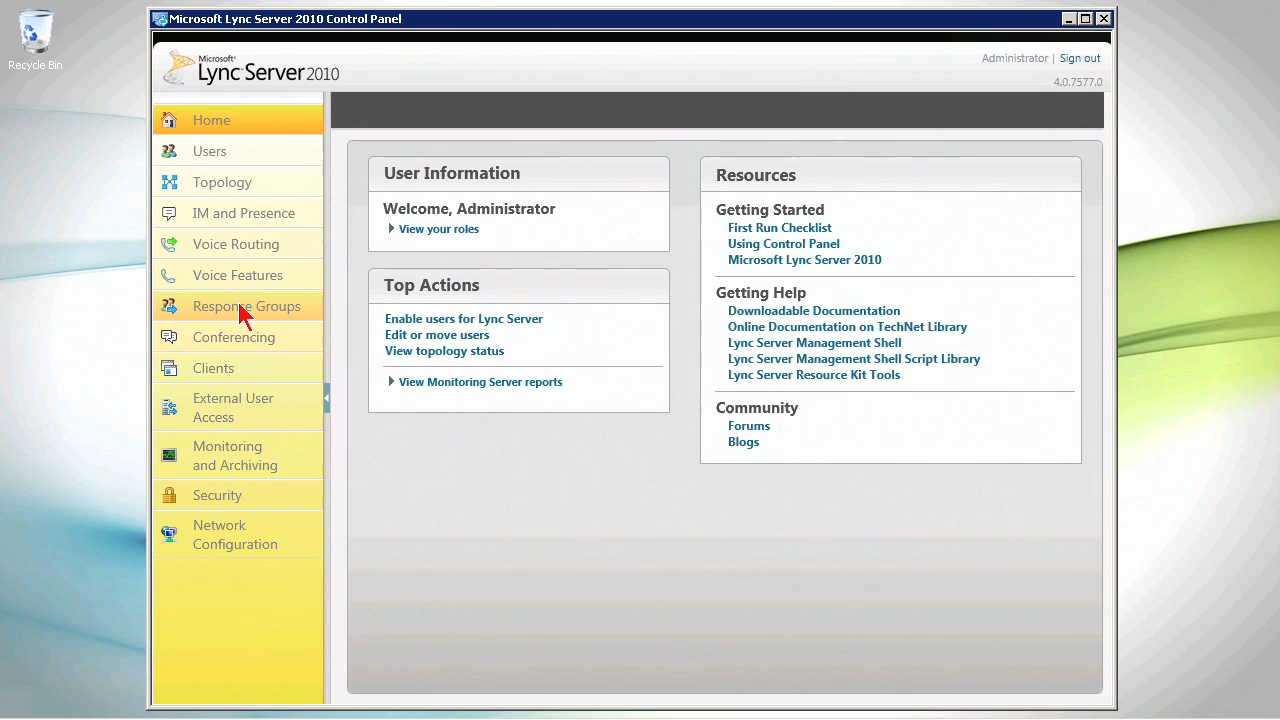 Recycle Bin
Microsoft Lync Server 2010 Control Panel
Microsoft®
Lync Server 2010
Administrator | Sign out
4.0.7577.0
Home
Users
Topology
IM and Presence
Voice Routing
Voice Features
Response Groups
Conferencing
Clients
External User
Access
Monitoring
and Archiving
Security
Network
Configuration
User Information
Welcome, Administrator
View your roles
Top Actions
Enable users for Lync Server
Edit or move users
View topology status
View Monitoring Server reports
Resources
Getting Started
First Run Checklist
Using Control Panel
Microsoft Lync Server 2010
Getting Help
Downloadable Documentation
Online Documentation on TechNet Library
Lync Server Management Shell
Lync Server Management Shell Script Library
Lync Server Resource Kit Tools
Community
Forums
Blogs